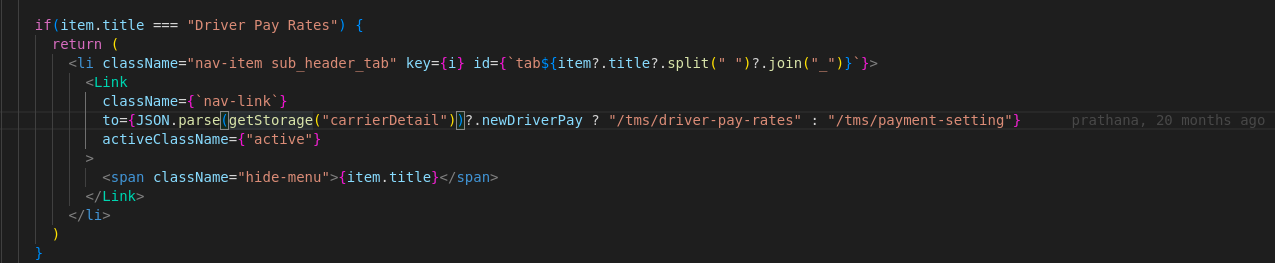 if(item.title === "Driver Pay Rates") {
return (
<li className="nav-item sub_header_tab" key={i} id={`tab${item?.title?.split(" ")?.join("_")}`}>
<Link
className={`nav-link`}
to={JSON.parse(getStorage("carrierDetail"))?.newDriverPay ? "/tms/driver-pay-rates" : "/tms/payment-setting"} prathana, 20 months ago
activeClassName={"active"}
>
<span className="hide-menu">{item.title}</span>
</Link>
</li>
)
}